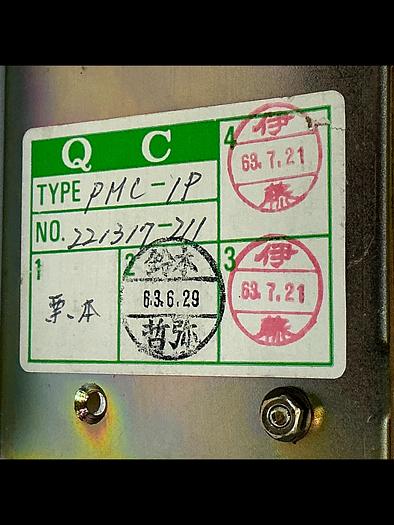 Q C
TYPE PMC-1P
NO. 221317-211
1
栗本
2
鈴木
63.6.29
哲弥
3
伊
63.7.21
藤
4
伊
63.7.21
藤